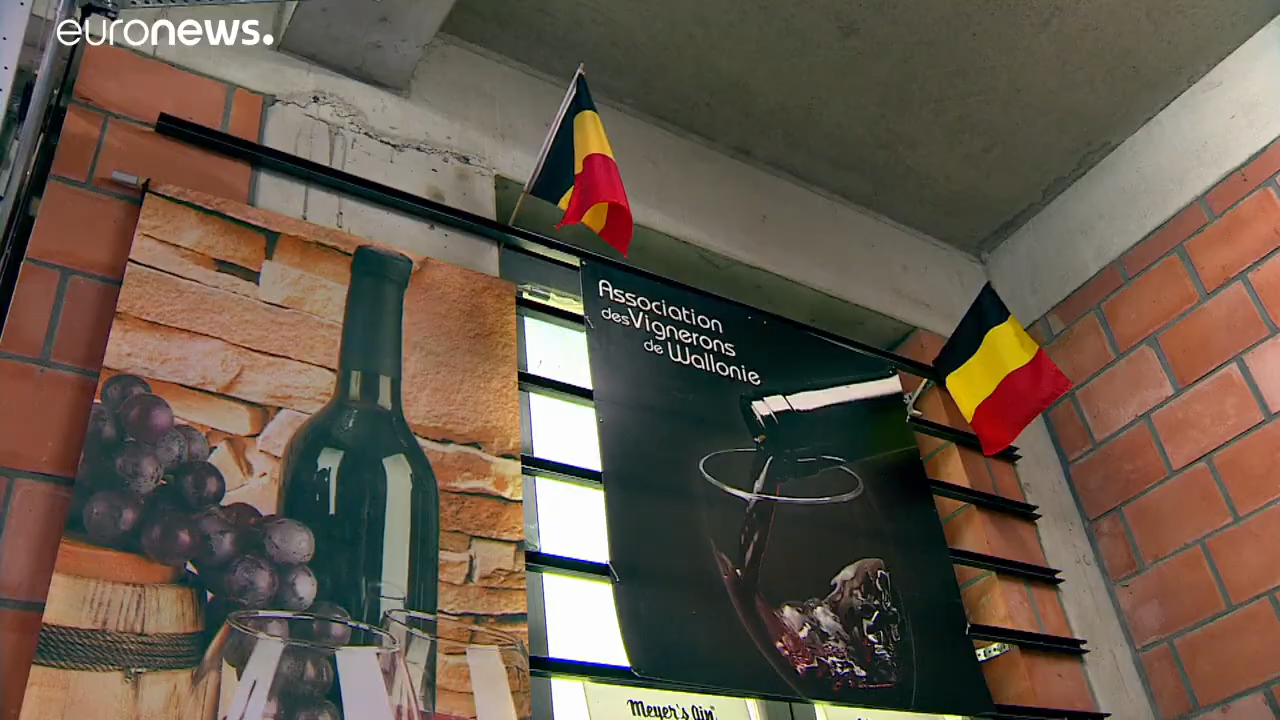 euronews.
Association
des Vignerons
de Wallonie
Meyer's Gin